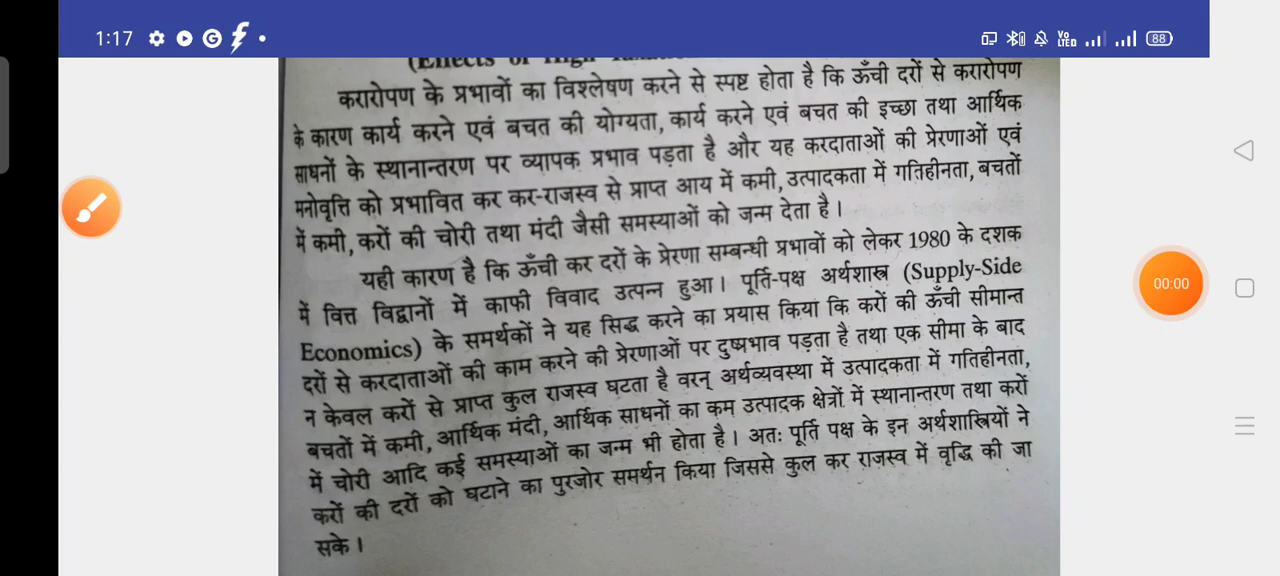 1:17
Vo
LTED
88
(Effects of High
करारोपण के प्रभावों का विश्लेषण करने से स्पष्ट होता है कि ऊँची दरों से करारोपण
के कारण कार्य करने एवं बचत की योग्यता, कार्य करने एवं बचत की इच्छा तथा आर्थिक
साधनों के स्थानान्तरण पर व्यापक प्रभाव पड़ता है और यह करदाताओं की प्रेरणाओं एवं
मनोवृत्ति को प्रभावित कर कर-राजस्व से प्राप्त आय में कमी, उत्पादकता में गतिहीनता, बचतों
में कमी, करों की चोरी तथा मंदी जैसी समस्याओं को जन्म देता है।
यही कारण है कि ऊँची कर दरों के प्रेरणा सम्बन्धी प्रभावों को लेकर 1980 के दशक
में वित्त विद्वानों में काफी विवाद उत्पन्न हुआ। पूर्ति-पक्ष अर्थशास्त्र (Supply-Side
Economics) के समर्थकों ने यह सिद्ध करने का प्रयास किया कि करों की ऊँची सीमान्त
दरों से करदाताओं की काम करने की प्रेरणाओं पर दुष्प्रभाव पड़ता है तथा एक सीमा के बाद
न केवल करों से प्राप्त कुल राजस्व घटता है वरन् अर्थव्यवस्था में उत्पादकता में गतिहीनता,
बचतों में कमी, आर्थिक मंदी, आर्थिक साधनों का कम उत्पादक क्षेत्रों में स्थानान्तरण तथा करों
में चोरी आदि कई समस्याओं का जन्म भी होता है। अतः पूर्ति पक्ष के इन अर्थशास्त्रियों ने
करों की दरों को घटाने का पुरजोर समर्थन किया जिससे कुल कर राजस्व में वृद्धि की जा
सके।
00:00